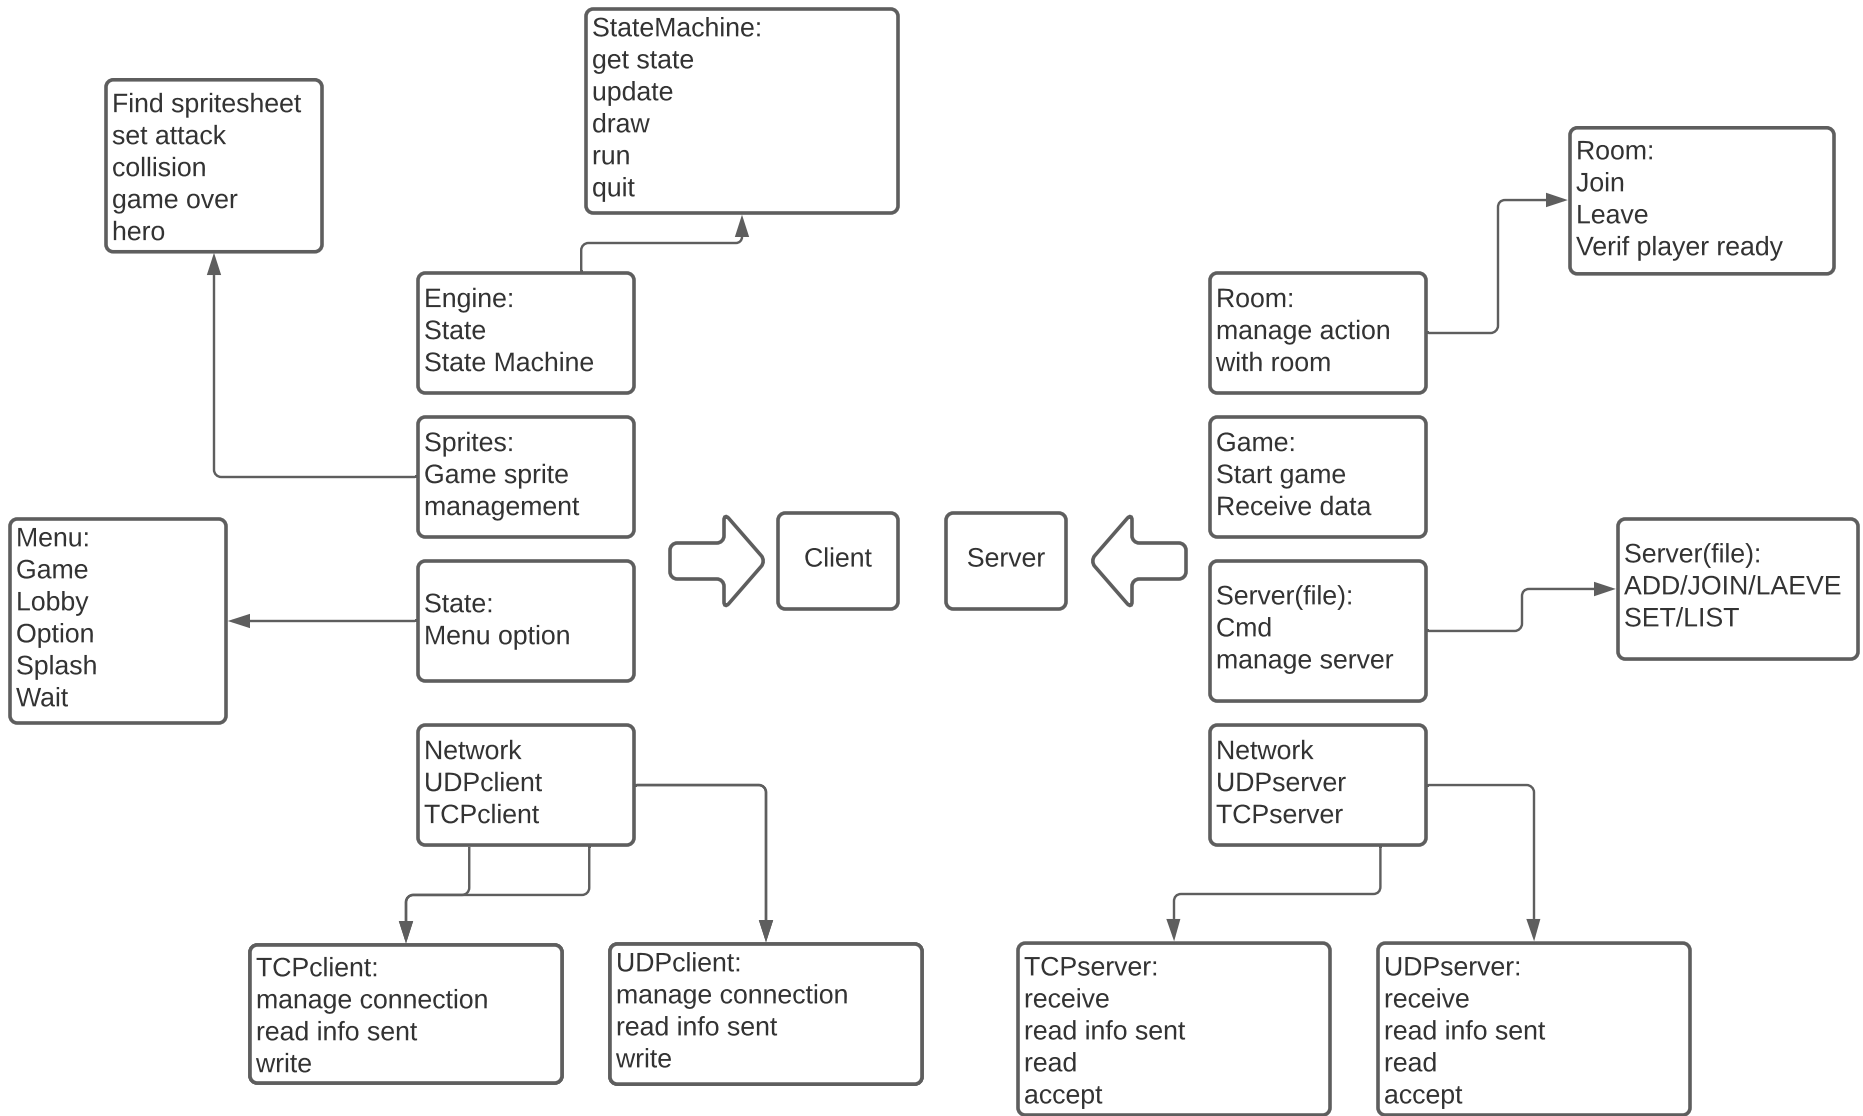 StateMachine:
get state
update
draw
run
quit
Find spritesheet
set attack
collision
game over
hero
Room:
Join
Leave
Verif player ready
Engine:
State
State Machine
Room:
manage action
with room
Sprites:
Game sprite
management
Game:
Start game
Receive data
Menu:
Game
Lobby
Option
Splash
Wait
State:
Menu option
Client
Server
Server(file):
Cmd
manage server
Server(file):
ADD/JOIN/LAEVE
SET/LIST
Network
UDPclient
TCPclient
Network
UDPserver
TCPserver
TCPclient:
manage connection
read info sent
write
UDPclient:
manage connection
read info sent
write
TCPserver:
receive
read info sent
read
accept
UDPserver:
receive
read info sent
read
accept